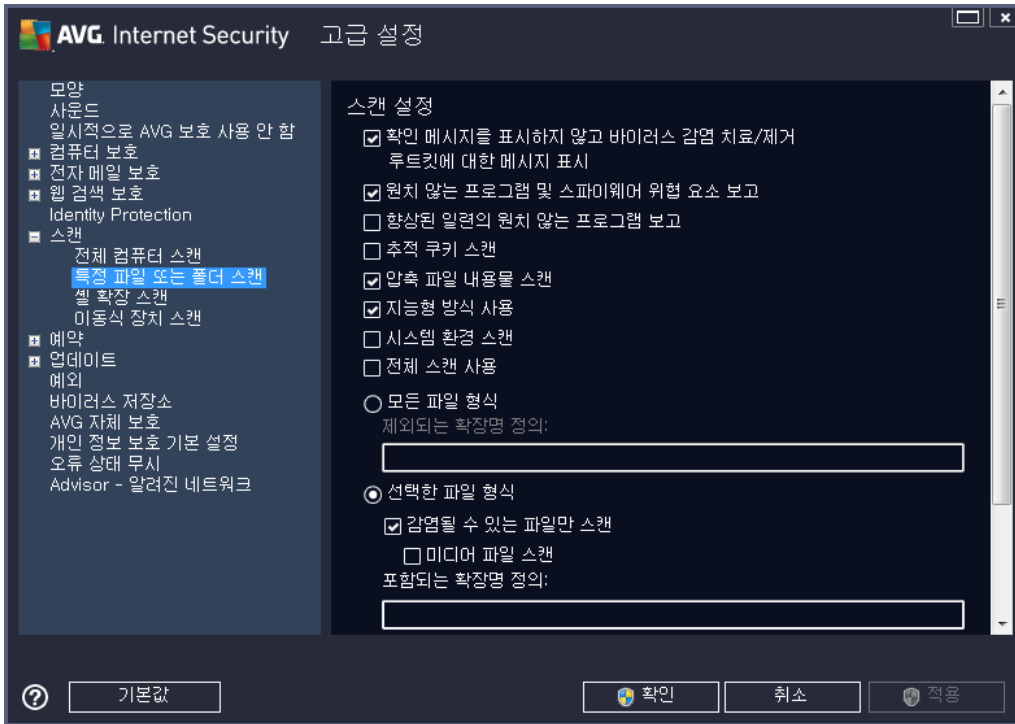 AVG. Internet Security 고급 설정
모양
사운드
일시적으로 AVG 보호 사용 안 함
컴퓨터 보호
전자 메일 보호
웹 검색 보호
Identity Protection
스캔
전체 컴퓨터 스캔
특정 파일 또는 폴더 스캔
셸 확장 스캔
이동식 장치 스캔
예약
업데이트
예외
바이러스 저장소
AVG 자체 보호
개인 정보 보호 기본 설정
오류 상태 무시
Advisor - 알려진 네트워크
스캔 설정
확인 메시지를 표시하지 않고 바이러스 감염 치료/제거
루트킷에 대한 메시지 표시
원치 않는 프로그램 및 스파이웨어 위협 요소 보고
향상된 일련의 원치 않는 프로그램 보고
추적 쿠키 스캔
압축 파일 내용물 스캔
지능형 방식 사용
시스템 환경 스캔
전체 스캔 사용
모든 파일 형식
제외되는 확장명 정의:
선택한 파일 형식
감염될 수 있는 파일만 스캔
미디어 파일 스캔
포함되는 확장명 정의:
기본값
확인
취소
적용